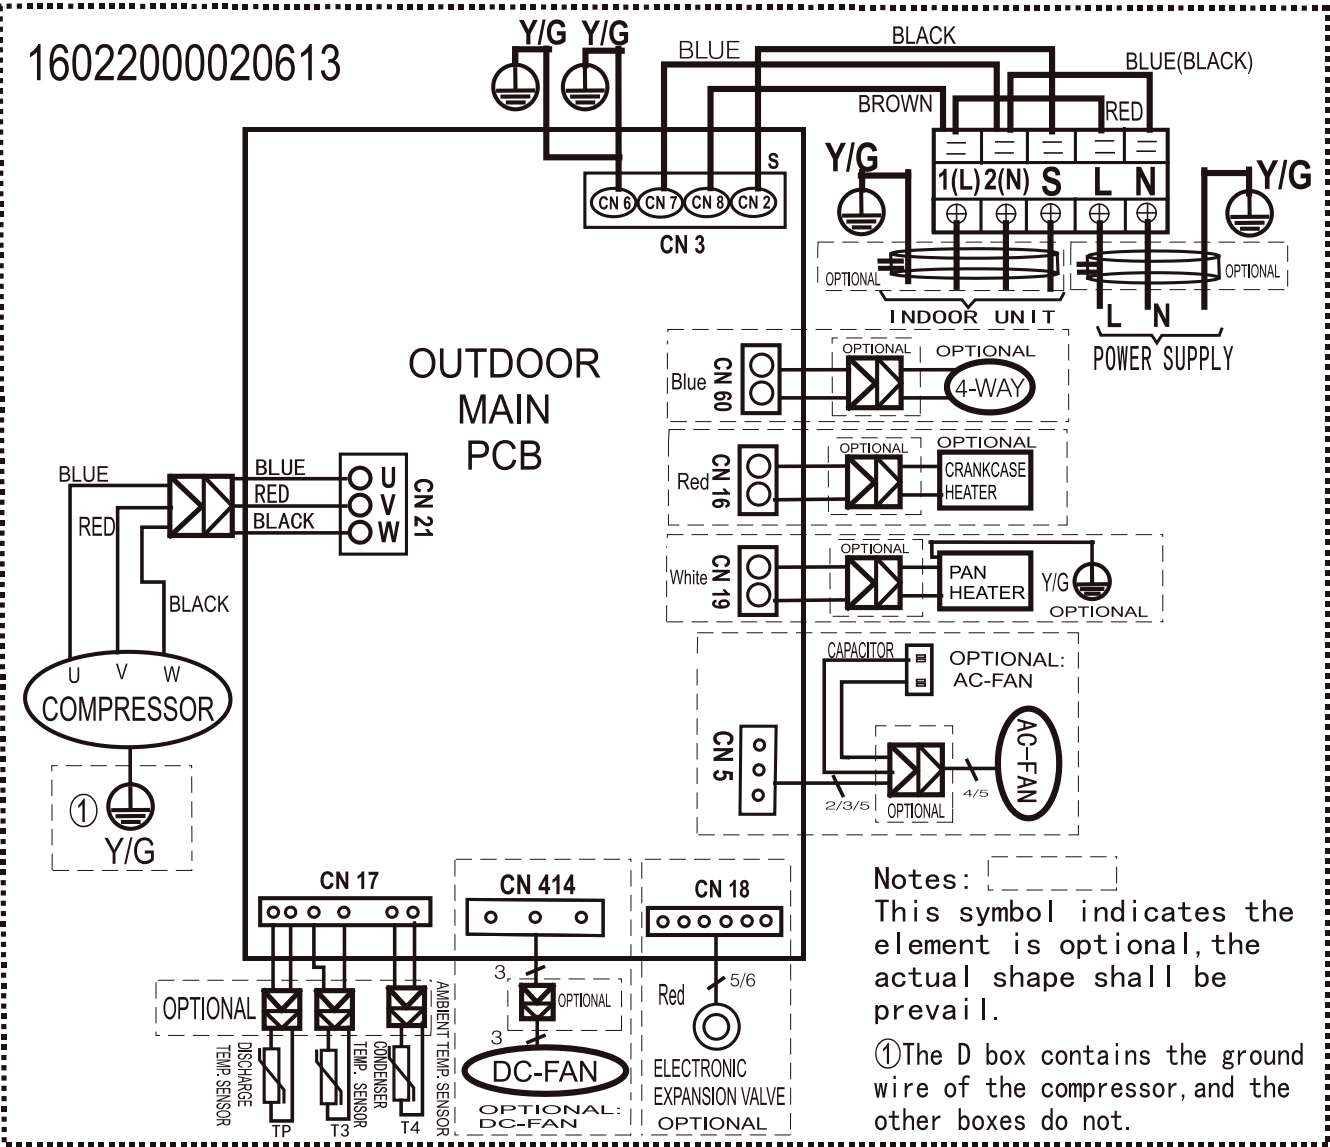 16022000020613
Y/G Y/G
BLUE
BLACK
BLUE(BLACK)
BROWN
RED
S
CN 6 CN 7 CN 8 CN 2
CN 3
Y/G
1(L) 2(N) S L N
Y/G
OPTIONAL
OPTIONAL
INDOOR UNIT
L N
POWER SUPPLY
OUTDOOR
MAIN
PCB
Blue
CN 60
OPTIONAL
OPTIONAL
4-WAY
Red
CN 16
OPTIONAL
OPTIONAL
CRANKCASE
HEATER
White
CN 19
OPTIONAL
PAN
HEATER
Y/G
OPTIONAL
BLUE
RED
BLACK
BLUE
RED
BLACK
U
V
W
CN 21
U V W
COMPRESSOR
①
Y/G
CAPACITOR
OPTIONAL:
AC-FAN
CN 5
2/3/5
OPTIONAL
4/5
AC-FAN
CN 17
CN 414
CN 18
OPTIONAL
DISCHARGE
TEMP. SENSOR
TP
CONDENSER
TEMP. SENSOR
T3
AMBIENT TEMP. SENSOR
T4
3
OPTIONAL
3
DC-FAN
OPTIONAL:
DC-FAN
5/6
Red
ELECTRONIC
EXPANSION VALVE
OPTIONAL
Notes:
This symbol indicates the
element is optional,the
actual shape shall be
prevail.
①The D box contains the ground
wire of the compressor,and the
other boxes do not.